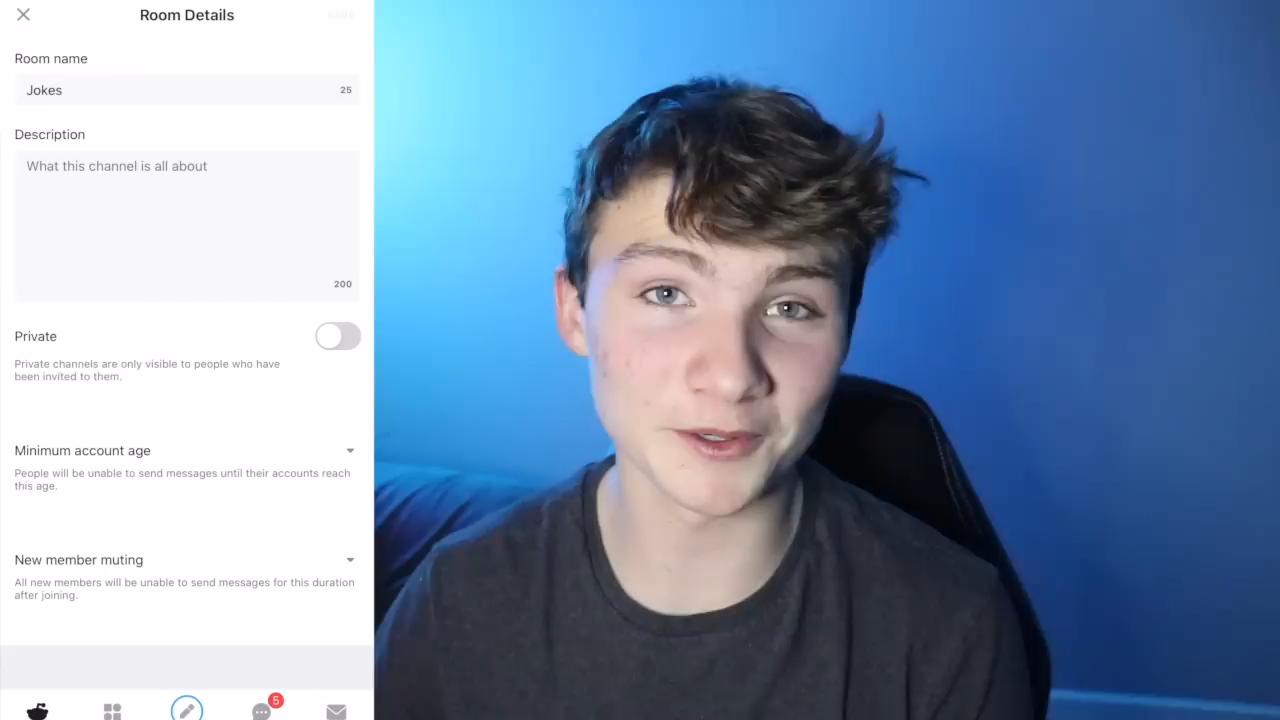 Room Details
Room name
Jokes 25
Description
What this channel is all about
200
Private
Private channels are only visible to people who have
been invited to them.
Minimum account age
People will be unable to send messages until their accounts reach
this age.
New member muting
All new members will be unable to send messages for this duration
after joining.
5